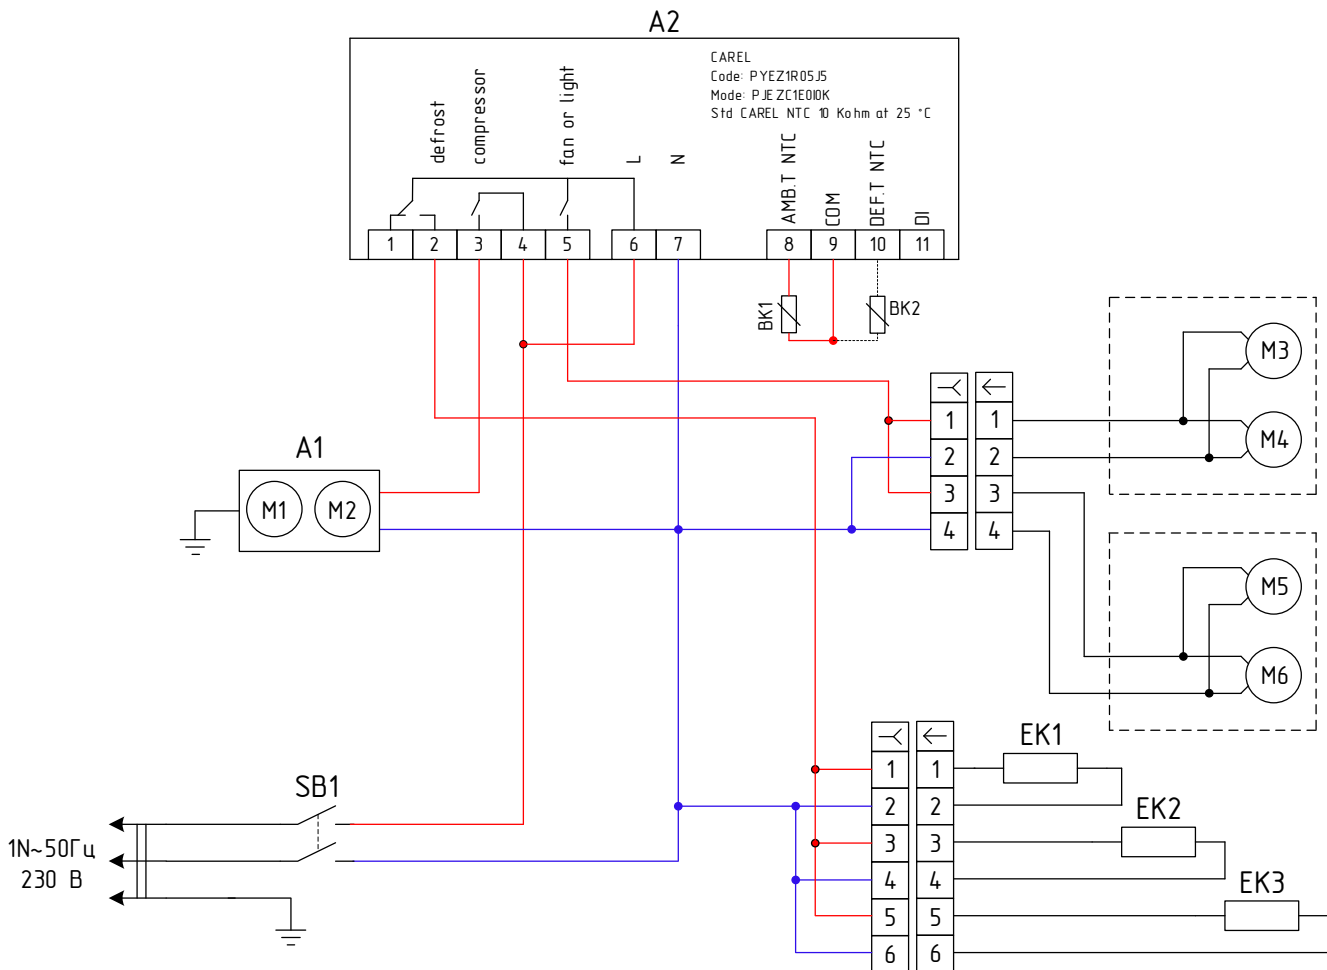 A2
CAREL
Code: PYEZ1R05J5
Mode: PJEZC1E0I0K
Std CAREL NTC 10 Kohm at 25 °C
defrost
compressor
fan or light
L
N
AMB.T NTC
COM
DEF.T NTC
DI
1 2 3 4 5 6 7 8 9 10 11
BK1
BK2
M3
M4
1 1
2 2
3 3
4 4
A1
M1 M2
M5
M6
EK1
1 1
2 2
EK2
3 3
4 4
EK3
5 5
6 6
SB1
1N~50Гц
230 В